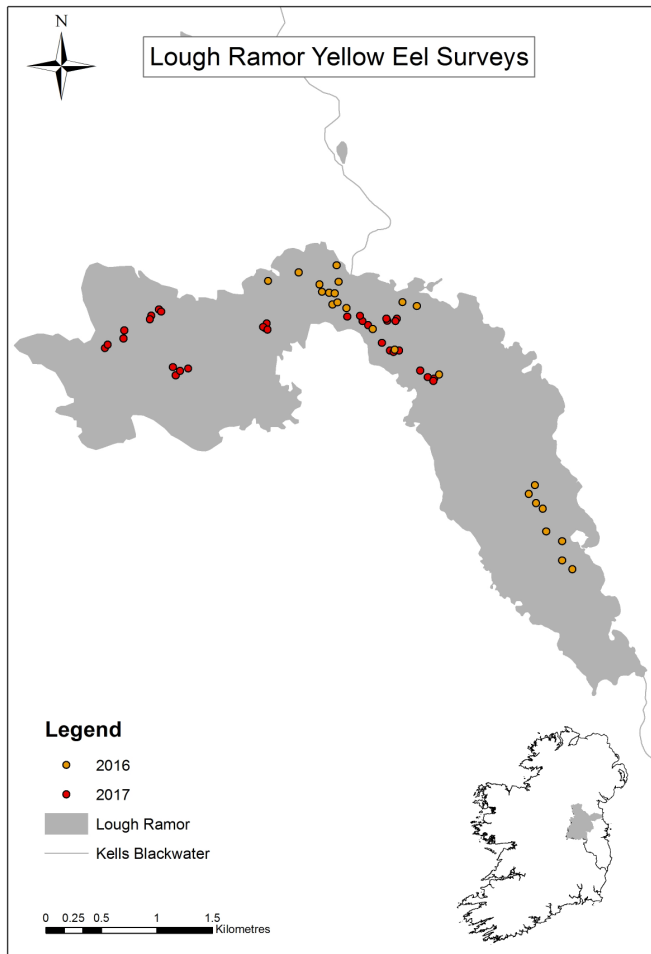 N
Lough Ramor Yellow Eel Surveys
Legend
2016
2017
Lough Ramor
Kells Blackwater
0 0.25 0.5 1 1.5
Kilometres